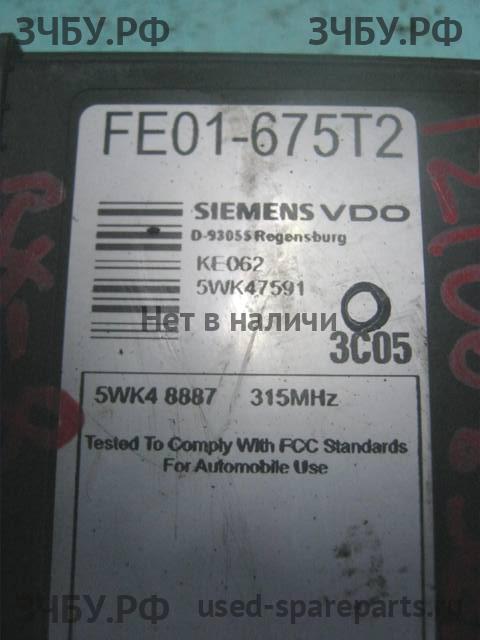 ЗЧБУ.РФ ЗЧБУ.РФ
FE01-675T2
SIEMENS VDO
D-93055 Regensburg
KE062
5WK47591
Нет в наличии
3C05
5WK4 8887 315MHz
Tested To Comply With FCC Standards
For Automobile Use
ЗЧБУ.РФ used-spareparts.ru